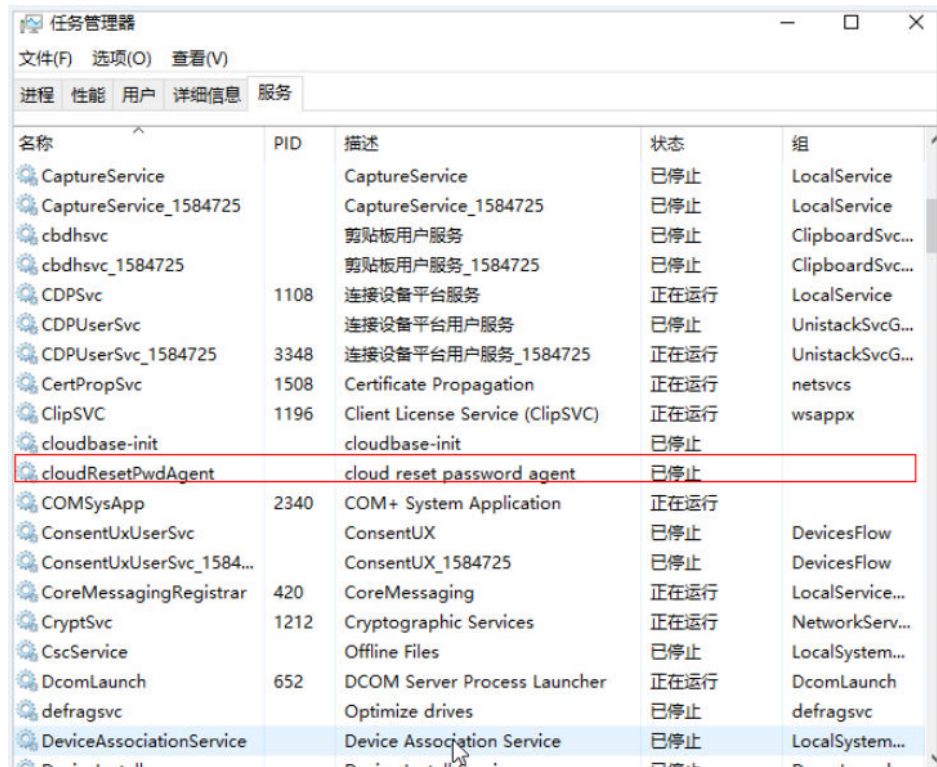 任务管理器
文件(F) 选项(O) 查看(V)
进程 性能 用户 详细信息 服务
名称 PID 描述 状态 组
CaptureService CaptureService 已停止 LocalService
CaptureService_1584725 CaptureService_1584725 已停止 LocalService
cbdhsvc 剪贴板用户服务 已停止 ClipboardSvc...
cbdhsvc_1584725 剪贴板用户服务_1584725 已停止 ClipboardSvc...
CDPSvc 1108 连接设备平台服务 正在运行 LocalService
CDPUserSvc 连接设备平台用户服务 已停止 UnistackSvcG...
CDPUserSvc_1584725 3348 连接设备平台用户服务_1584725 正在运行 UnistackSvcG...
CertPropSvc 1508 Certificate Propagation 正在运行 netsvcs
ClipSVC 1196 Client License Service (ClipSVC) 正在运行 wsappx
cloudbase-init cloudbase-init 已停止
cloudResetPwdAgent cloud reset password agent 已停止
COMSysApp 2340 COM+ System Application 正在运行
ConsentUxUserSvc ConsentUX 已停止 DevicesFlow
ConsentUxUserSvc_1584... ConsentUX_1584725 已停止 DevicesFlow
CoreMessagingRegistrar 420 CoreMessaging 正在运行 LocalService...
CryptSvc 1212 Cryptographic Services 正在运行 NetworkServ...
CscService Offline Files 已停止 LocalSystem...
DcomLaunch 652 DCOM Server Process Launcher 正在运行 DcomLaunch
defragsvc Optimize drives 已停止 defragsvc
DeviceAssociationService Device Association Service 已停止 LocalSystem...